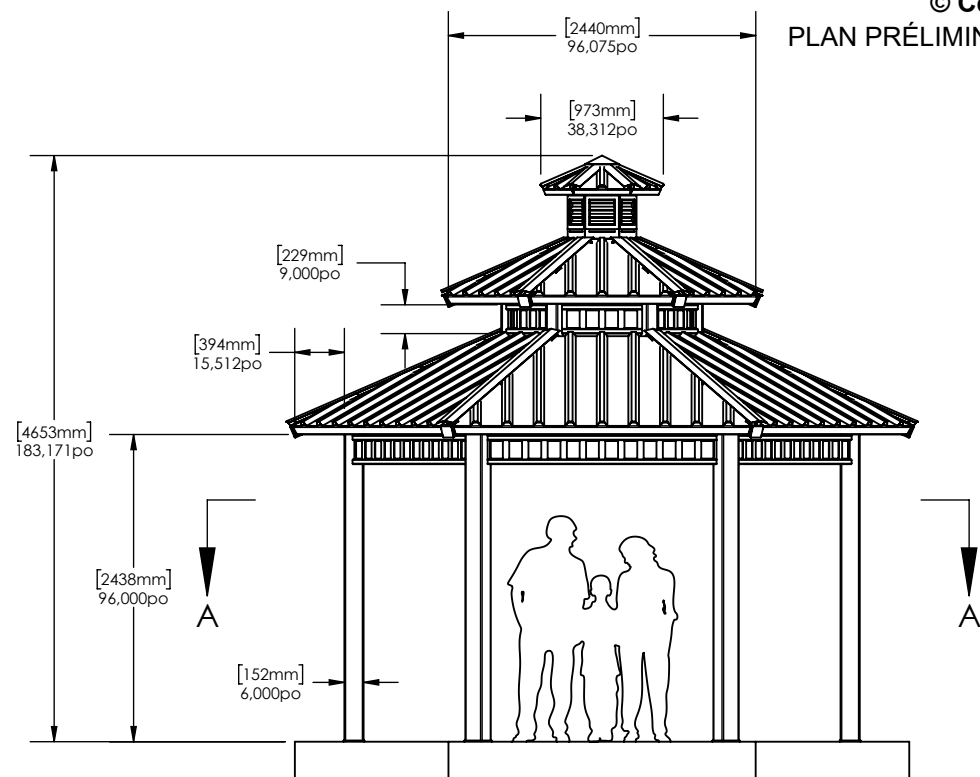 © C
PLAN PRÉLIMIN
[2440mm]
96,075po
[973mm]
38,312po
[229mm]
9,000po
[394mm]
15,512po
[4653mm]
183,171po
[2438mm]
96,000po
A
A
[152mm]
6,000po